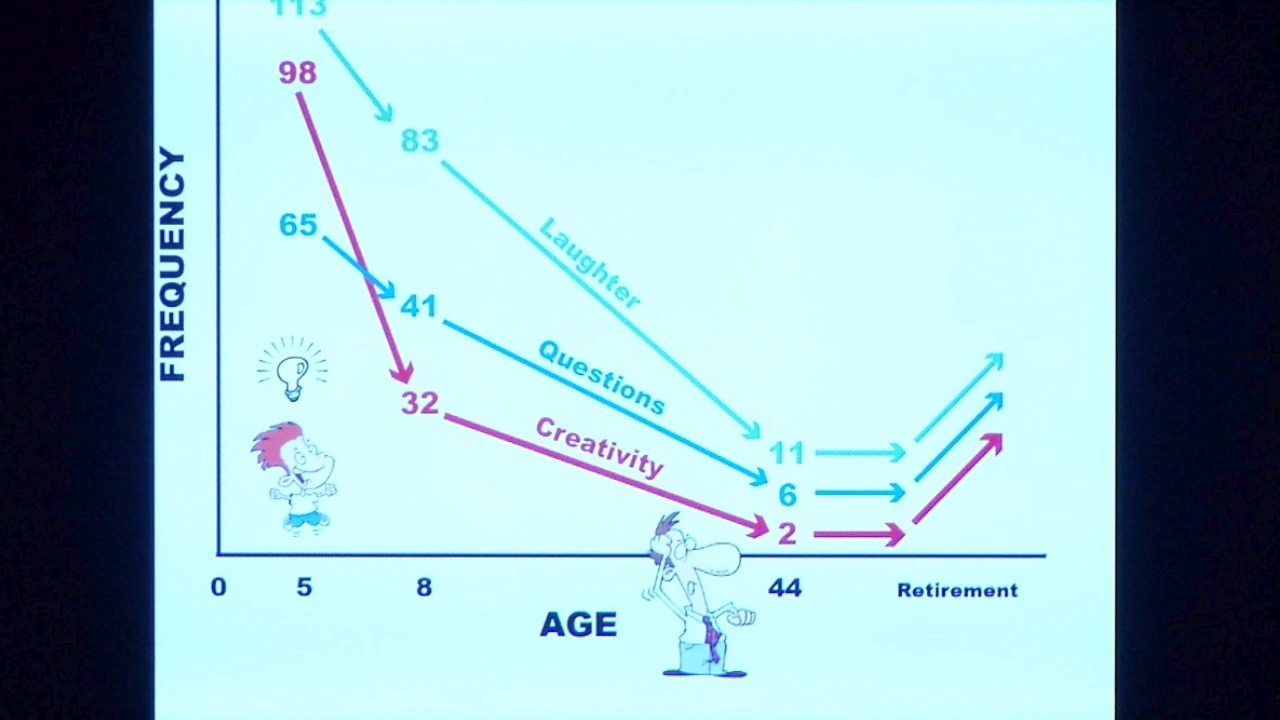 113
98
83
65
Laughter
41
Questions
32
Creativity
11
6
2
FREQUENCY
0 5 8 44 Retirement
AGE